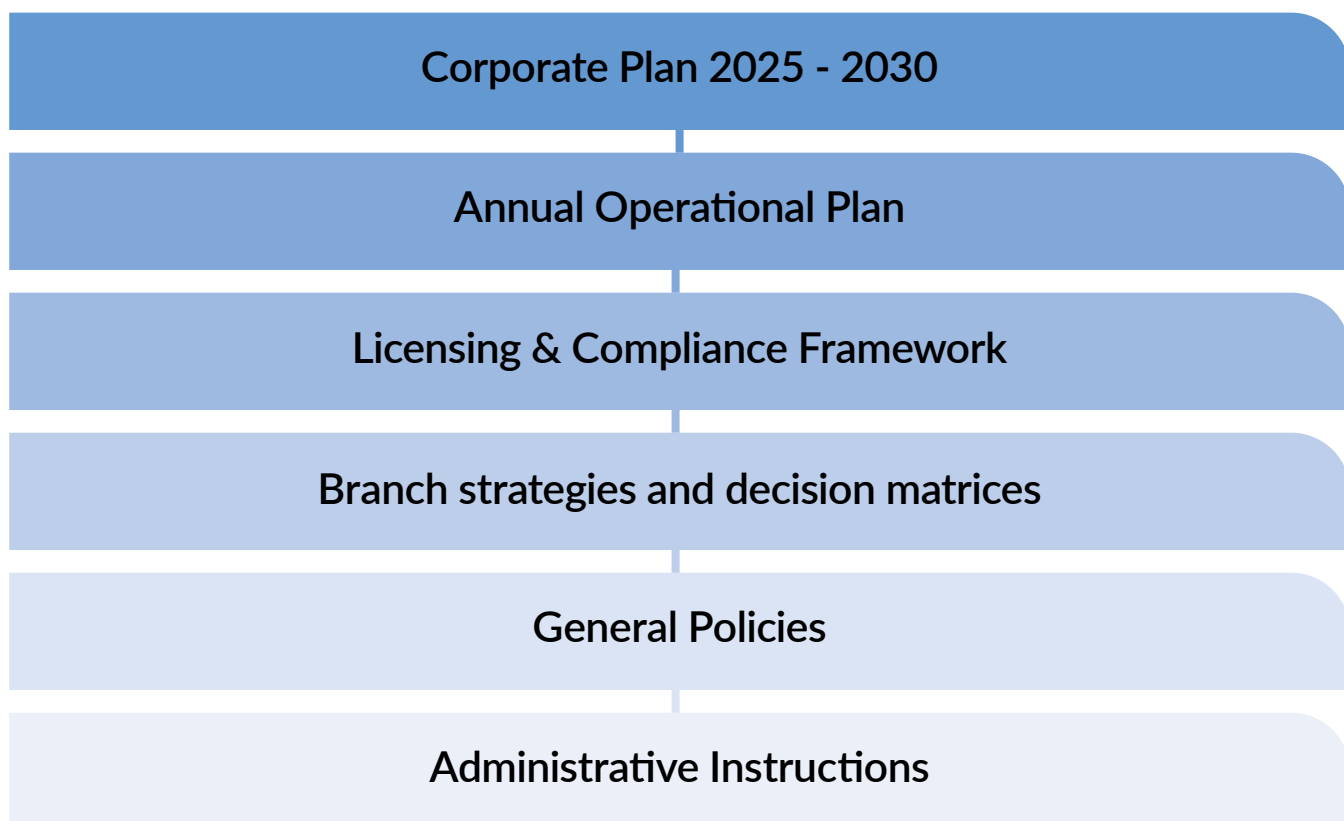 Corporate Plan 2025 - 2030
Annual Operational Plan
Licensing & Compliance Framework
Branch strategies and decision matrices
General Policies
Administrative Instructions